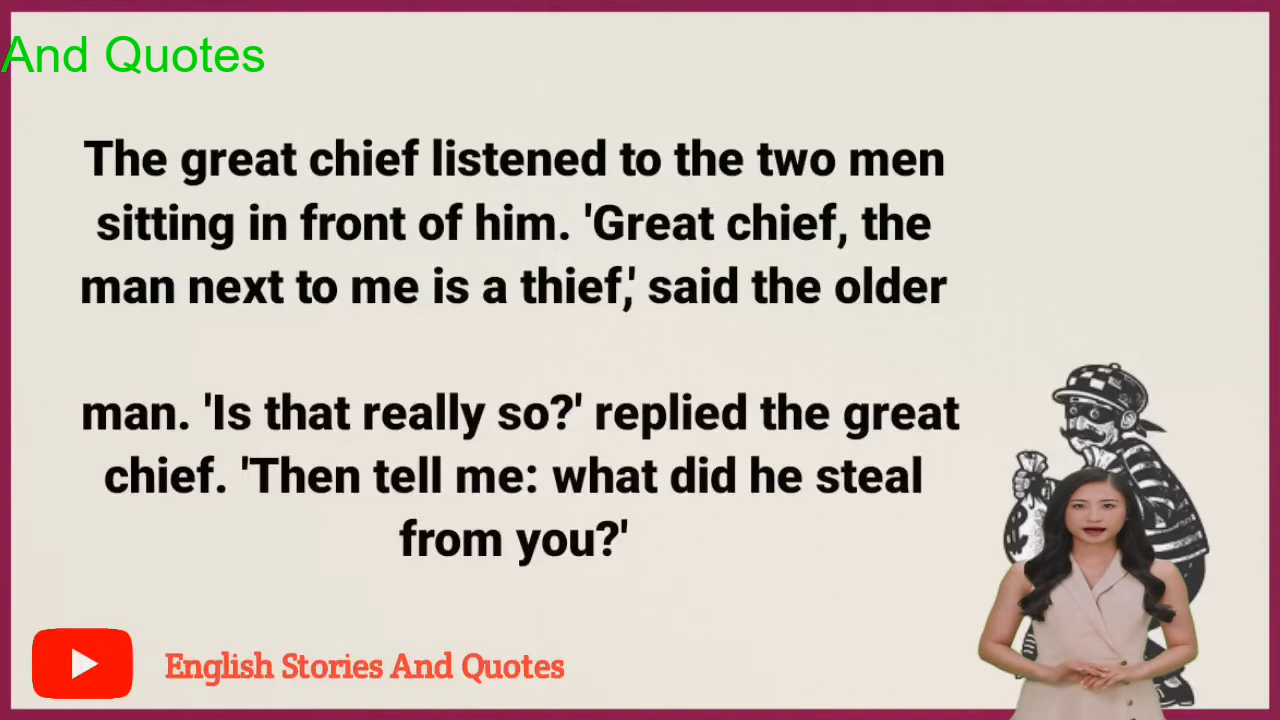 And Quotes
The great chief listened to the two men
sitting in front of him. 'Great chief, the
man next to me is a thief,' said the older
man. 'Is that really so?' replied the great
chief. 'Then tell me: what did he steal
from you?'
English Stories And Quotes